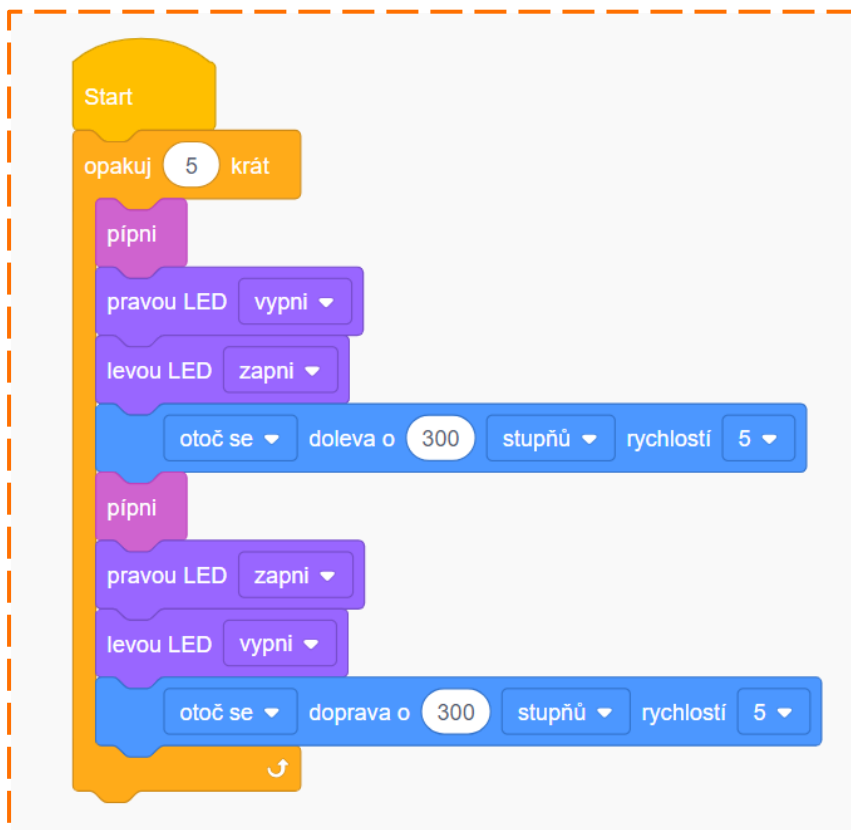 Start
opakuj 5 krát
pípni
pravou LED vypni
levou LED zapni
otoč se doleva o 300 stupňů rychlostí 5
pípni
pravou LED zapni
levou LED vypni
otoč se doprava o 300 stupňů rychlostí 5